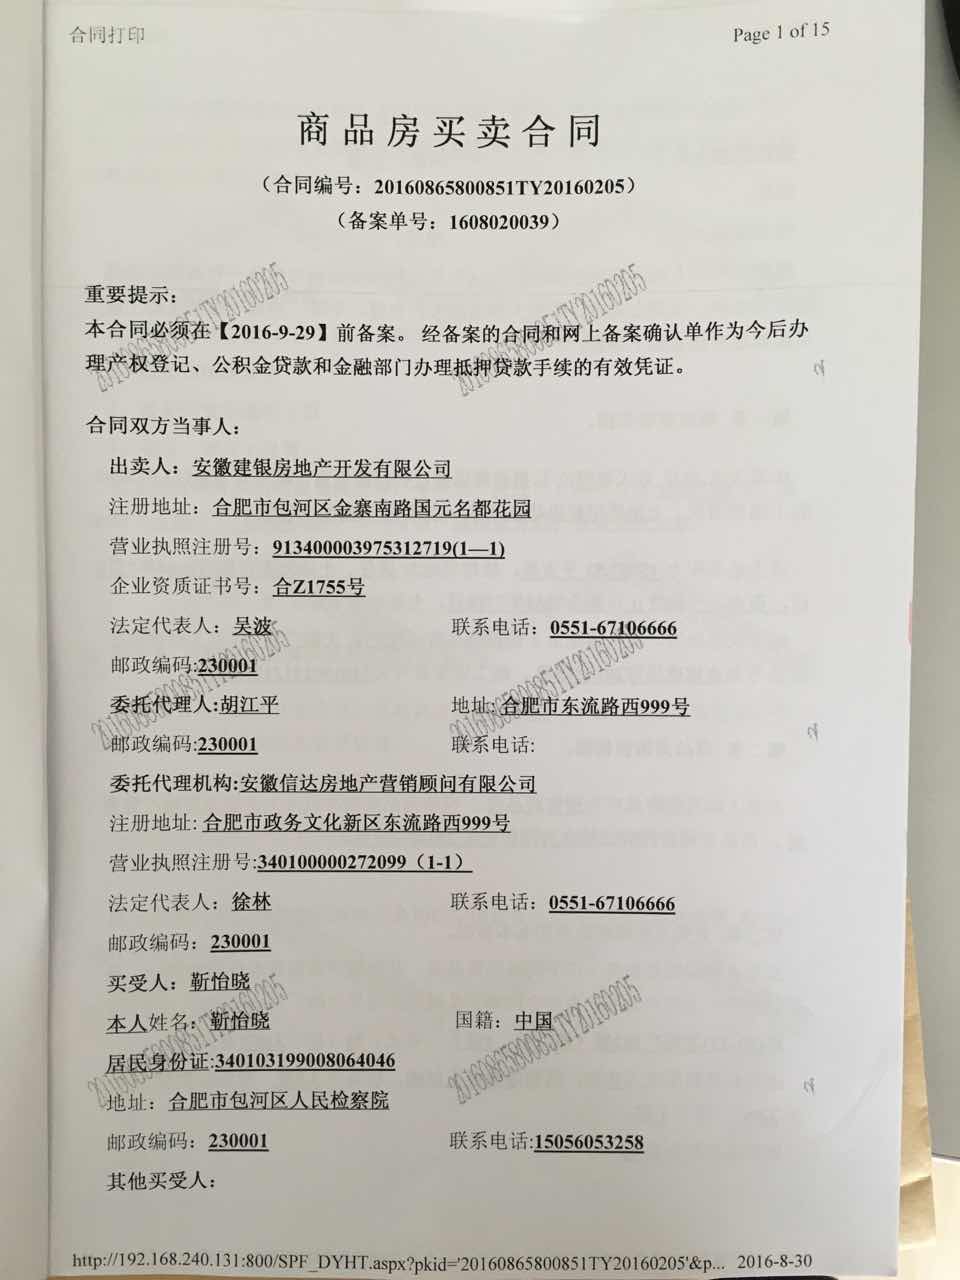 合同打印 Page 1 of 15
商品房买卖合同
（合同编号：20160865800851TY20160205）
（备案单号：1608020039）
重要提示：
本合同必须在【2016-9-29】前备案。 经备案的合同和网上备案确认单作为今后办
理产权登记、公积金贷款和金融部门办理抵押贷款手续的有效凭证。
20160865800851TY20160205 20160865800851TY20160205
合同双方当事人：
出卖人：安徽建银房地产开发有限公司
注册地址：合肥市包河区金寨南路国元名都花园
营业执照注册号：913400003975312719(1—1)
企业资质证书号：合Z1755号
法定代表人：吴波 联系电话：0551-67106666
邮政编码:230001
20160865800851TY20160205 20160865800851TY20160205
委托代理人:胡江平 地址:合肥市东流路西999号
邮政编码:230001 联系电话:
委托代理机构:安徽信达房地产营销顾问有限公司
注册地址:合肥市政务文化新区东流路西999号
营业执照注册号:340100000272099（1-1）
法定代表人：徐林 联系电话：0551-67106666
邮政编码：230001
买受人：靳怡晓
本人姓名：靳怡晓 国籍：中国
20160865800851TY20160205 20160865800851TY20160205
居民身份证:340103199008064046
地址：合肥市包河区人民检察院
邮政编码：230001 联系电话:15056053258
其他买受人：
http://192.168.240.131:800/SPF_DYHT.aspx?pkid='20160865800851TY20160205'&p... 2016-8-30